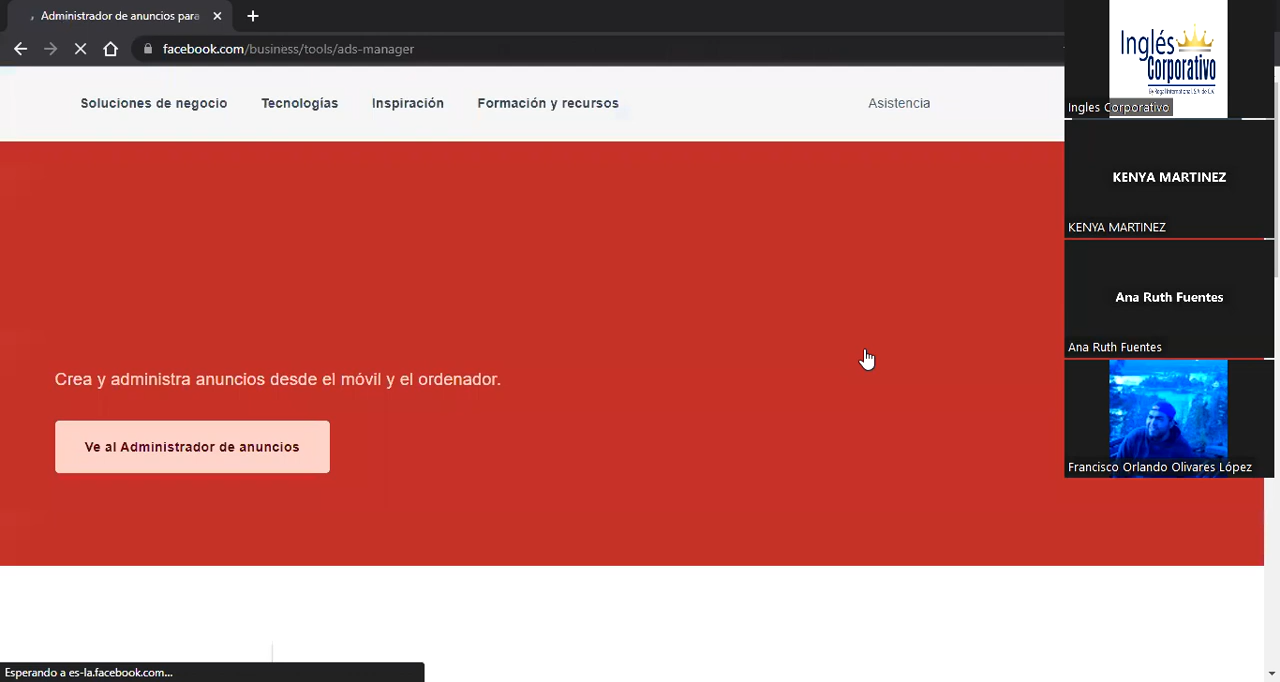 Administrador de anuncios para
facebook.com/business/tools/ads-manager
Soluciones de negocio
Tecnologías
Inspiración
Formación y recursos
Asistencia
Crea y administra anuncios desde el móvil y el ordenador.
Ve al Administrador de anuncios
Esperando a es-la.facebook.com...
Inglés
Corporativo
Ingles Corporativo
KENYA MARTINEZ
KENYA MARTINEZ
Ana Ruth Fuentes
Ana Ruth Fuentes
Francisco Orlando Olivares López